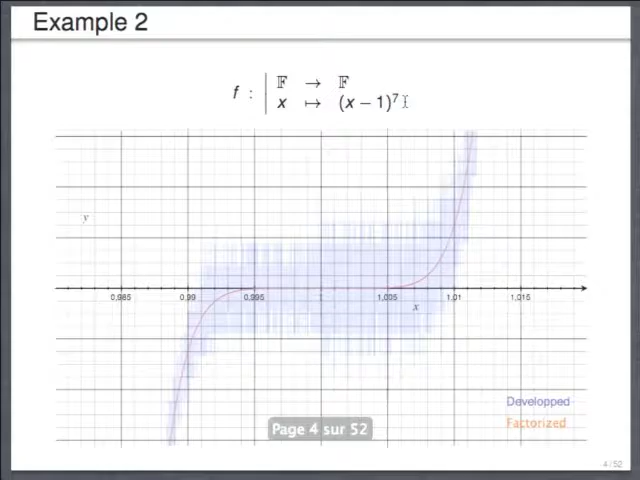 Example 2
f : | 𝔽 → 𝔽
x ↦ (x − 1)⁷
y
0,985 0,99 0,995 1 1,005 1,01 1,015
x
Developped
Factorized
Page 4 sur 52
4 / 52